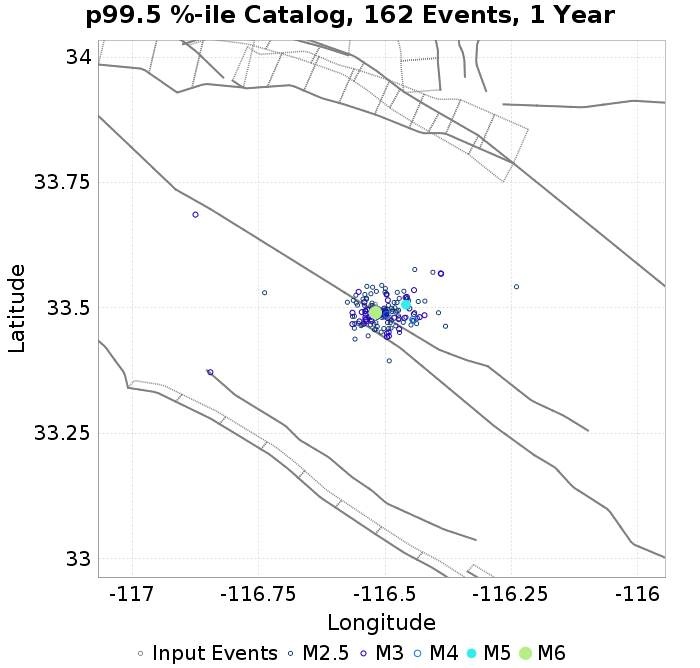 p99.5 %-ile Catalog, 162 Events, 1 Year
34
33.75
33.5
33.25
33
Latitude
-117
-116.75
-116.5
-116.25
-116
Longitude
Input Events
M2.5
M3
M4
M5
M6